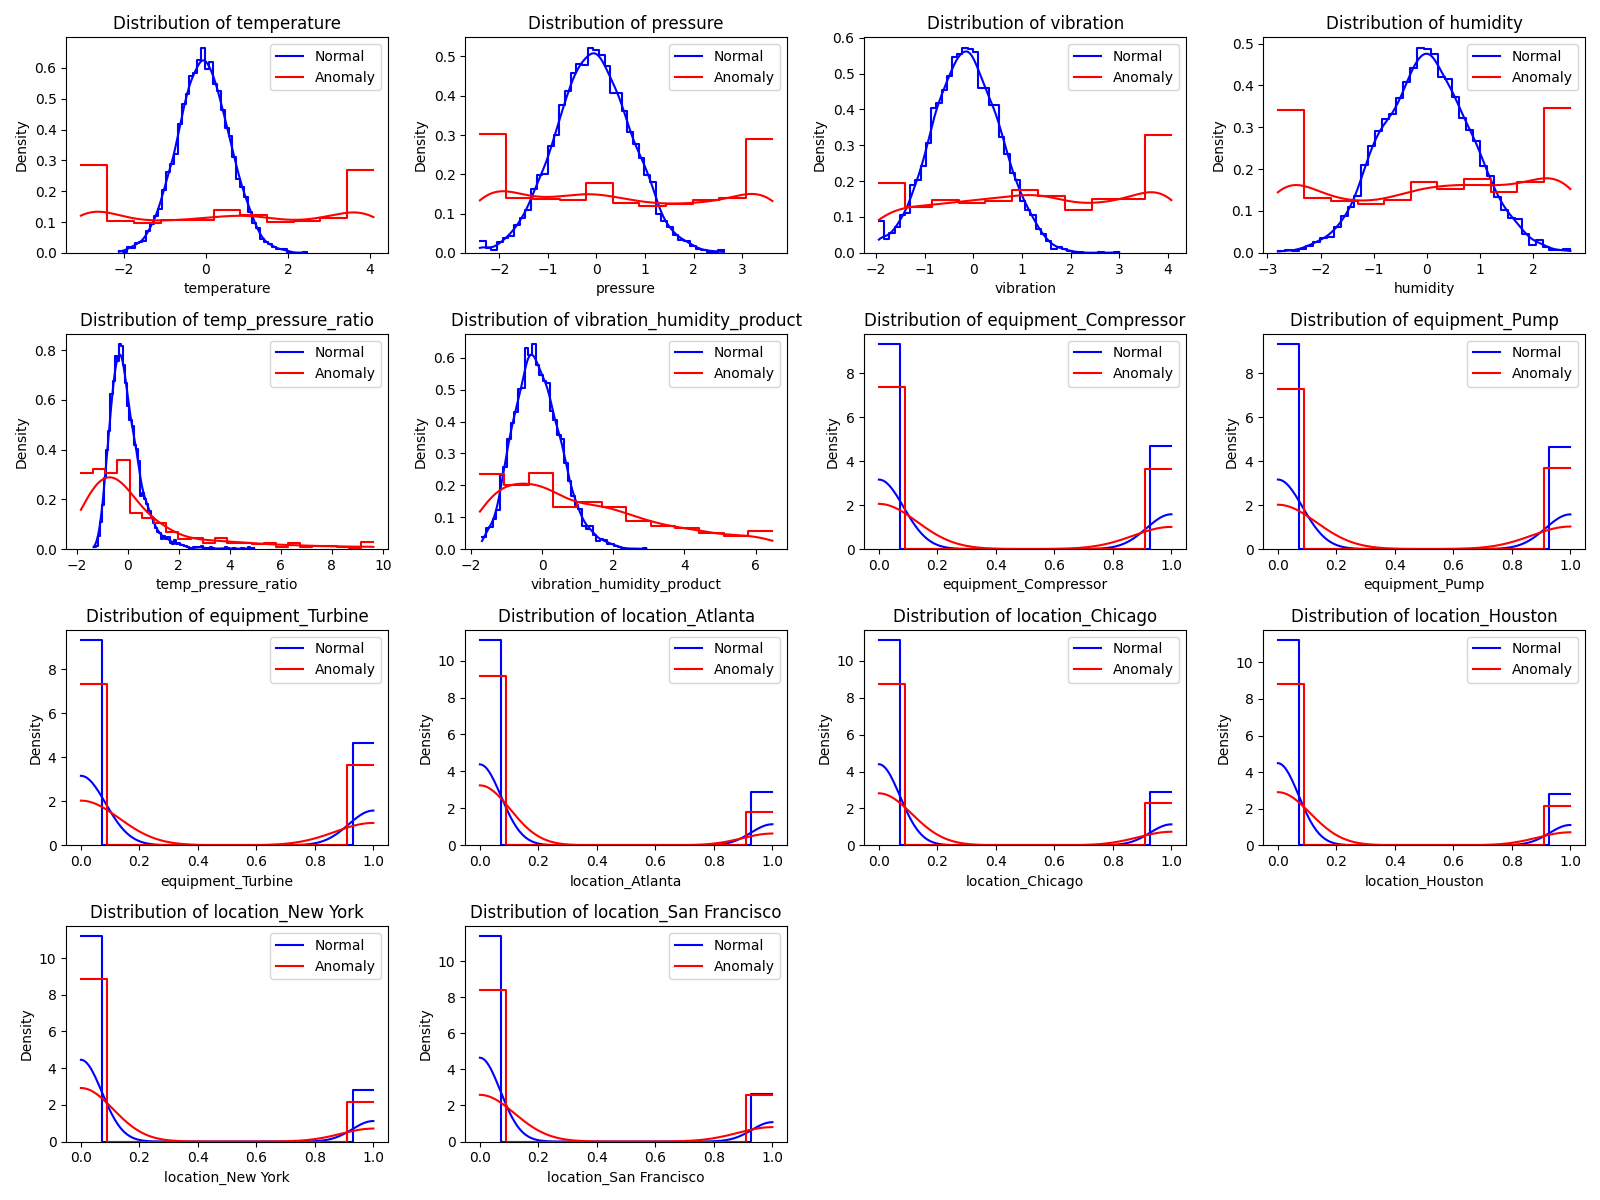 Distribution of temperature
Normal
Anomaly
Density
0.0
0.1
0.2
0.3
0.4
0.5
0.6
−2 0 2 4
temperature
Distribution of pressure
Normal
Anomaly
Density
0.0
0.1
0.2
0.3
0.4
0.5
−2 −1 0 1 2 3
pressure
Distribution of vibration
Normal
Anomaly
Density
0.0
0.1
0.2
0.3
0.4
0.5
0.6
−2 −1 0 1 2 3 4
vibration
Distribution of humidity
Normal
Anomaly
Density
0.0
0.1
0.2
0.3
0.4
0.5
−3 −2 −1 0 1 2
humidity
Distribution of temp_pressure_ratio
Normal
Anomaly
Density
0.0
0.2
0.4
0.6
0.8
−2 0 2 4 6 8 10
temp_pressure_ratio
Distribution of vibration_humidity_product
Normal
Anomaly
Density
0.0
0.1
0.2
0.3
0.4
0.5
0.6
−2 0 2 4 6
vibration_humidity_product
Distribution of equipment_Compressor
Normal
Anomaly
Density
0
2
4
6
8
0.0 0.2 0.4 0.6 0.8 1.0
equipment_Compressor
Distribution of equipment_Pump
Normal
Anomaly
Density
0
2
4
6
8
0.0 0.2 0.4 0.6 0.8 1.0
equipment_Pump
Distribution of equipment_Turbine
Normal
Anomaly
Density
0
2
4
6
8
0.0 0.2 0.4 0.6 0.8 1.0
equipment_Turbine
Distribution of location_Atlanta
Normal
Anomaly
Density
0
2
4
6
8
10
0.0 0.2 0.4 0.6 0.8 1.0
location_Atlanta
Distribution of location_Chicago
Normal
Anomaly
Density
0
2
4
6
8
10
0.0 0.2 0.4 0.6 0.8 1.0
location_Chicago
Distribution of location_Houston
Normal
Anomaly
Density
0
2
4
6
8
10
0.0 0.2 0.4 0.6 0.8 1.0
location_Houston
Distribution of location_New York
Normal
Anomaly
Density
0
2
4
6
8
10
0.0 0.2 0.4 0.6 0.8 1.0
location_New York
Distribution of location_San Francisco
Normal
Anomaly
Density
0
2
4
6
8
10
0.0 0.2 0.4 0.6 0.8 1.0
location_San Francisco